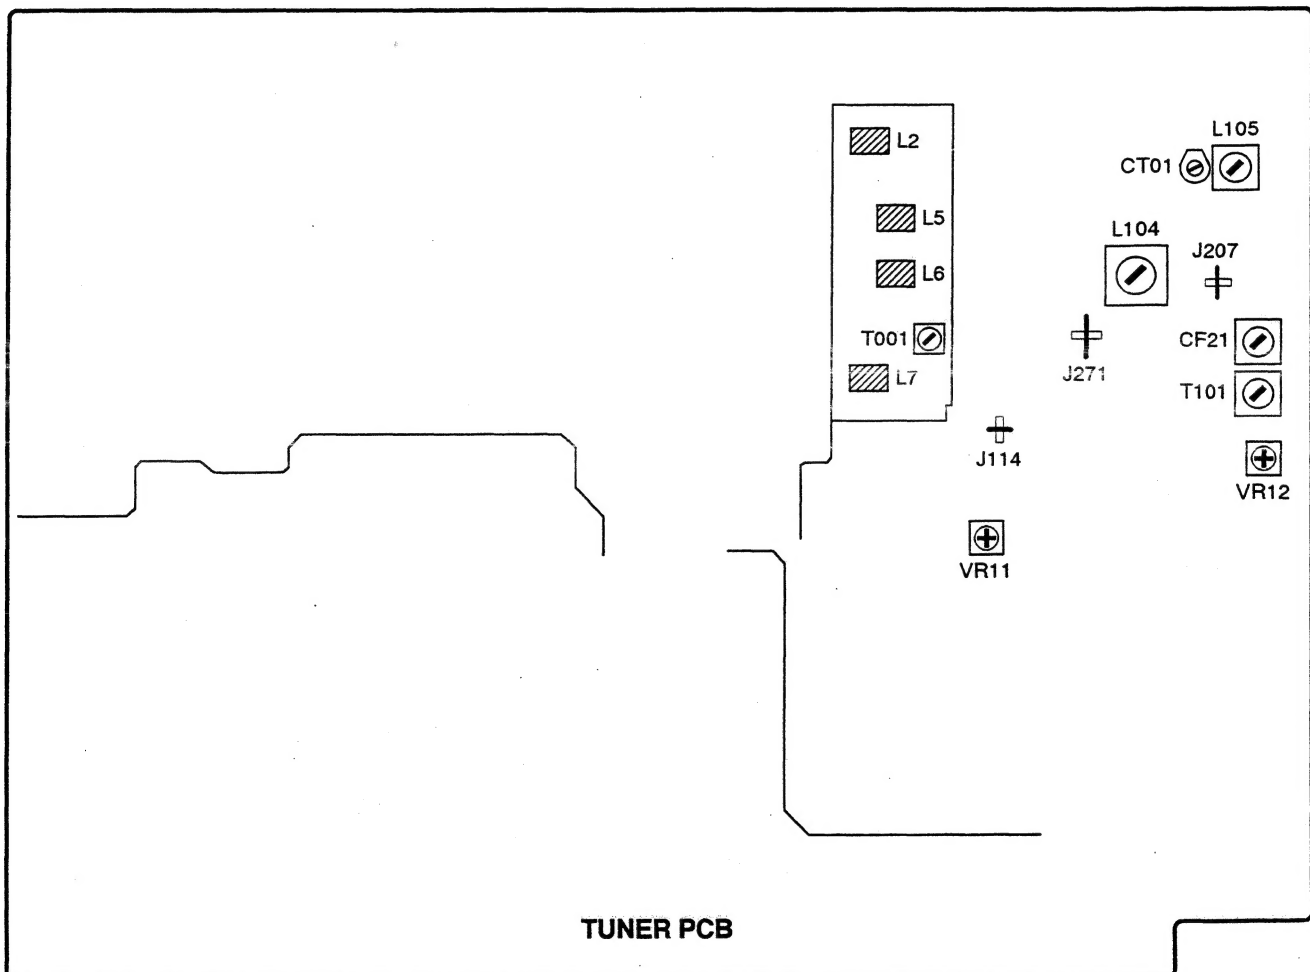 L105
L2
CT01
L5
L104
J207
L6
T001
CF21
J271
L7
T101
J114
VR12
VR11
TUNER PCB